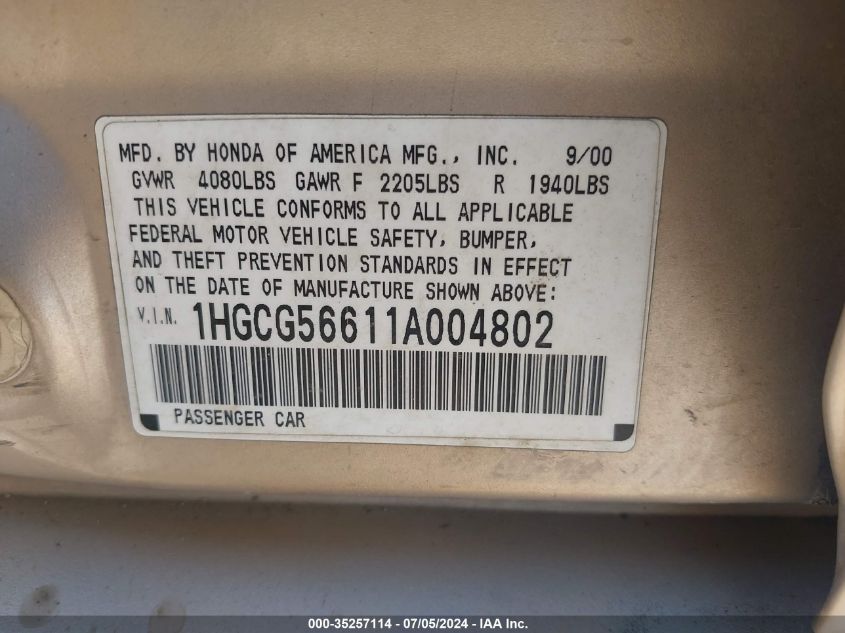 MFD. BY HONDA OF AMERICA MFG., INC. 9/00
GVWR 4080LBS GAWR F 2205LBS R 1940LBS
THIS VEHICLE CONFORMS TO ALL APPLICABLE
FEDERAL MOTOR VEHICLE SAFETY, BUMPER,
AND THEFT PREVENTION STANDARDS IN EFFECT
ON THE DATE OF MANUFACTURE SHOWN ABOVE:
V.I.N. 1HGCG56611A004802
PASSENGER CAR
000-35257114 - 07/05/2024 - IAAI.com